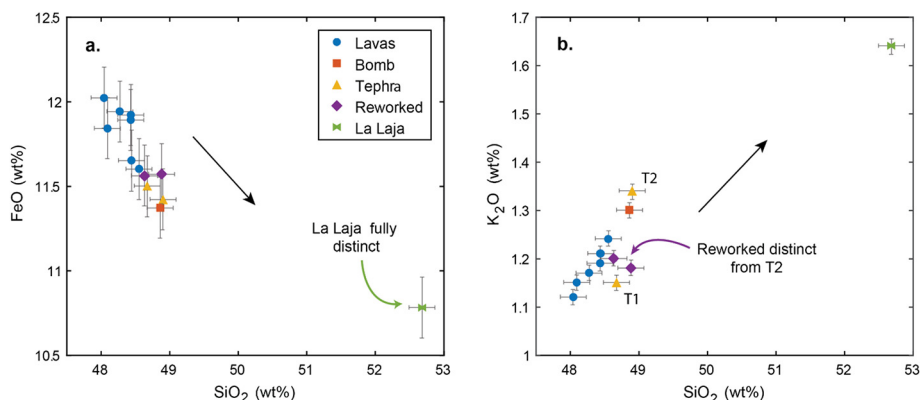 12.5
12
11.5
11
10.5
FeO (wt%)
a.
Lavas
Bomb
Tephra
Reworked
La Laja
La Laja fully
distinct
48
49
50
51
52
53
SiO2 (wt%)
1.7
1.6
1.5
1.4
1.3
1.2
1.1
1
K2O (wt%)
b.
T2
Reworked distinct
from T2
T1
48
49
50
51
52
53
SiO2 (wt%)